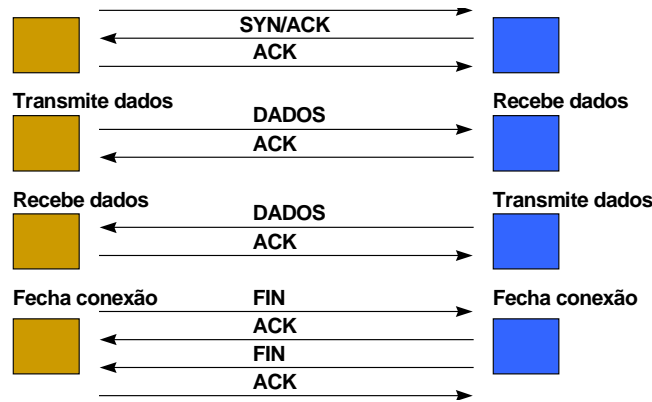 SYN/ACK
ACK
Transmite dados
DADOS
Recebe dados
ACK
Recebe dados
DADOS
Transmite dados
ACK
Fecha conexão
FIN
Fecha conexão
ACK
FIN
ACK